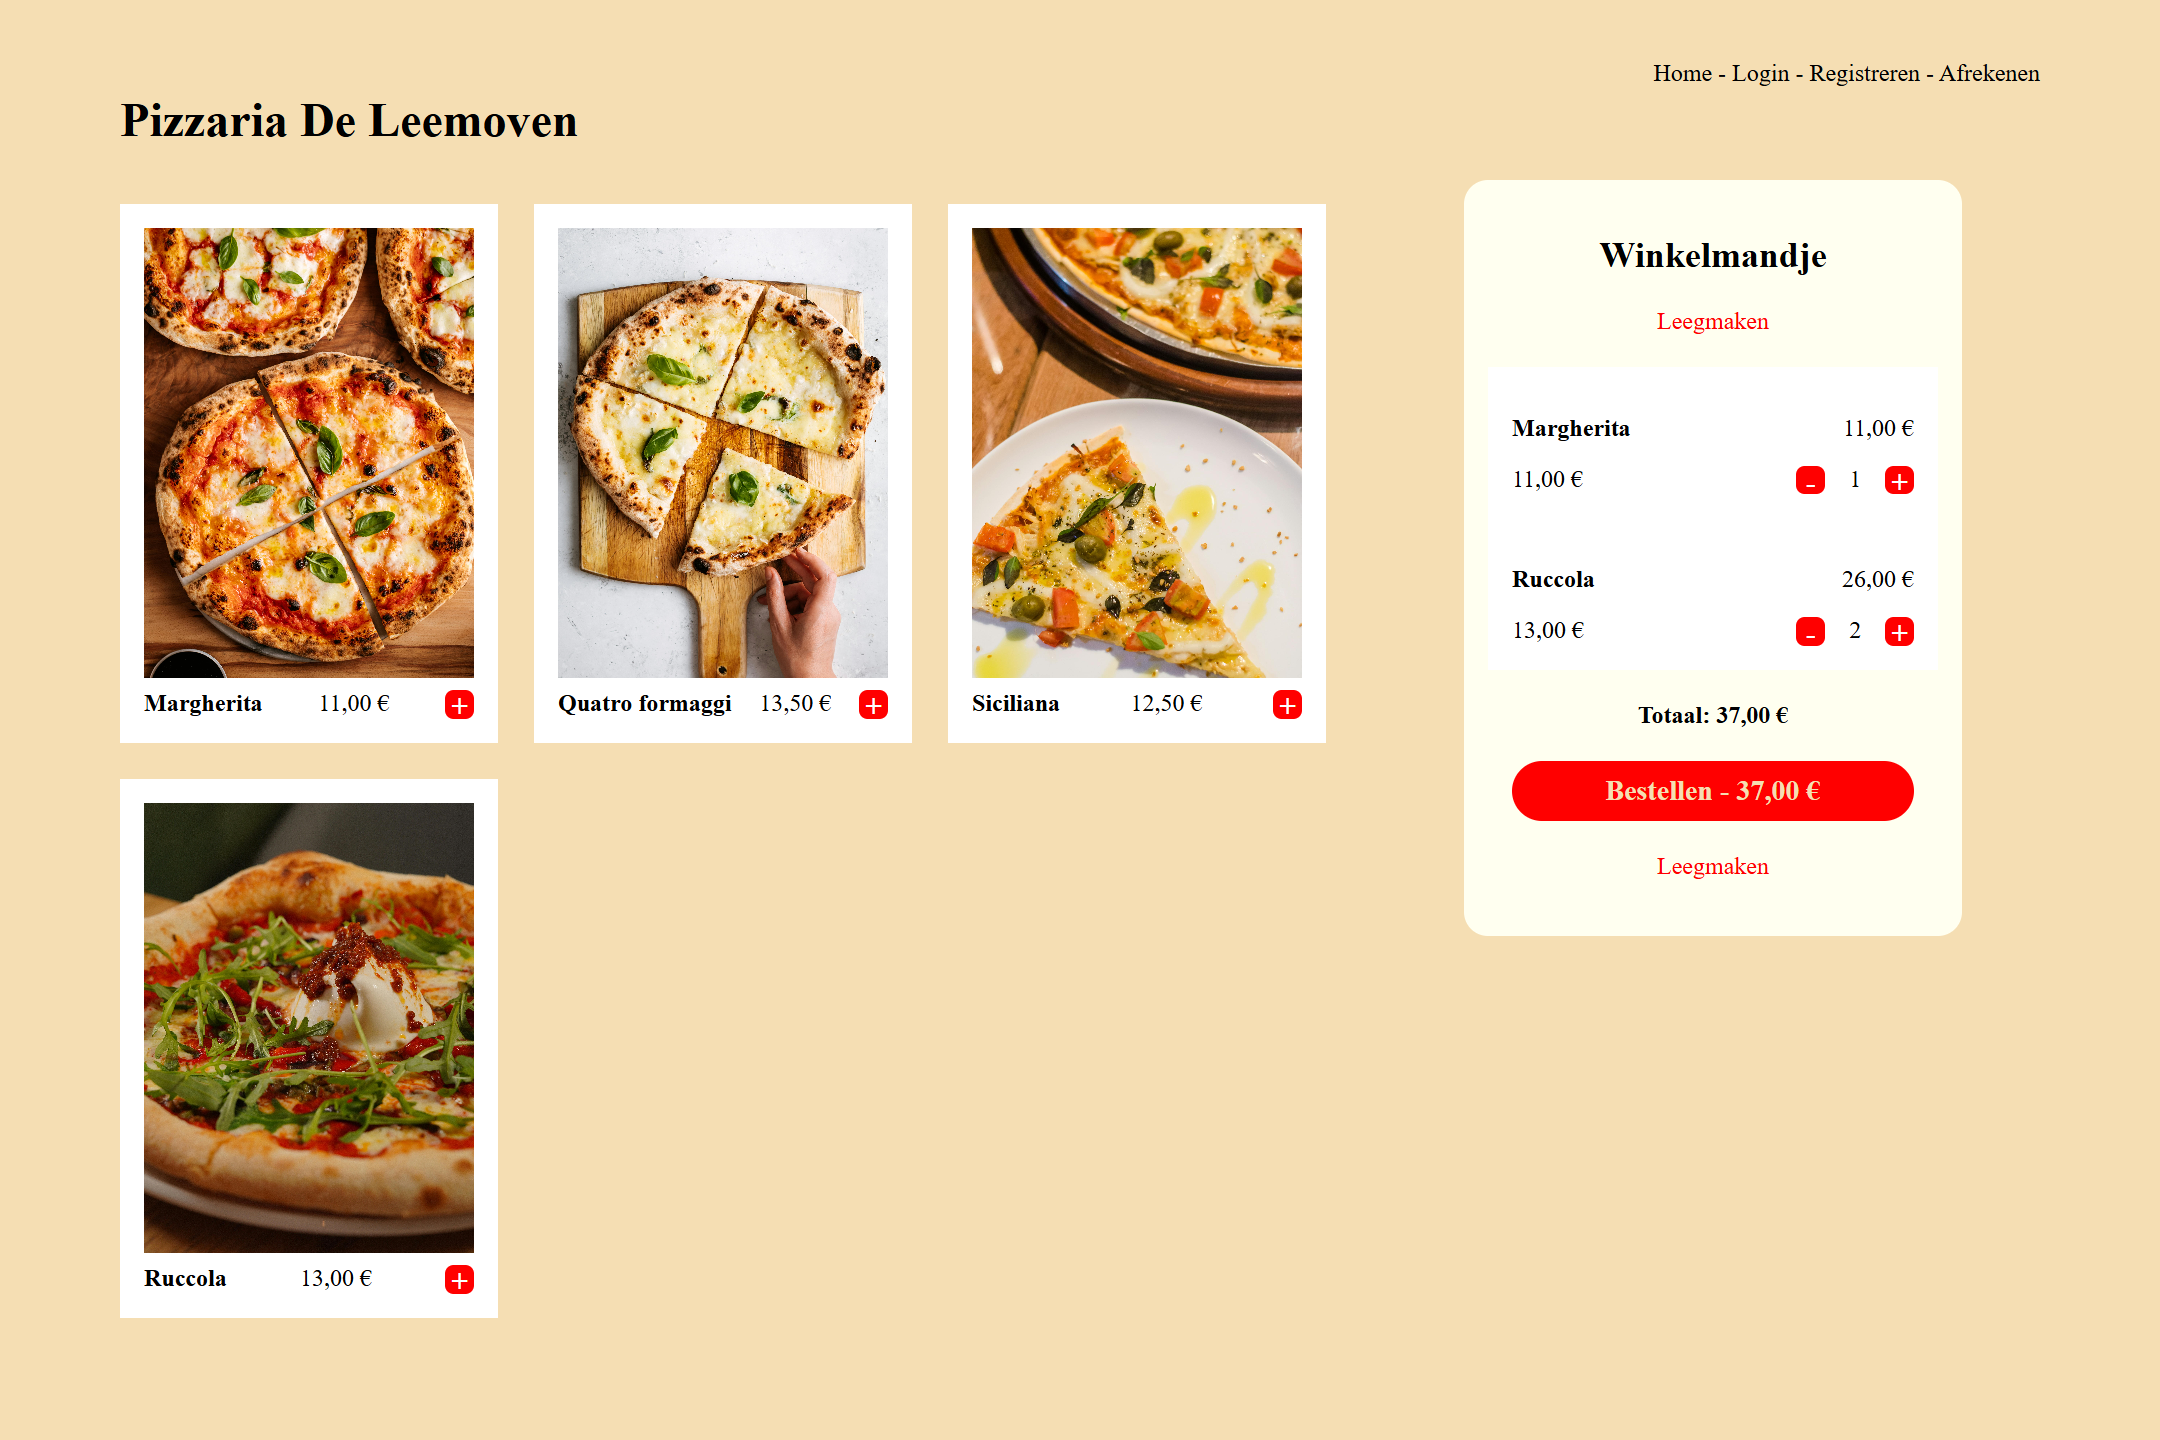 Home - Login - Registreren - Afrekenen
Pizzaria De Leemoven
Margherita 11,00 € +
Quatro formaggi 13,50 € +
Siciliana 12,50 € +
Ruccola 13,00 € +
Winkelmandje
Leegmaken
Margherita 11,00 €
11,00 € - 1 +
Ruccola 26,00 €
13,00 € - 2 +
Totaal: 37,00 €
Bestellen - 37,00 €
Leegmaken